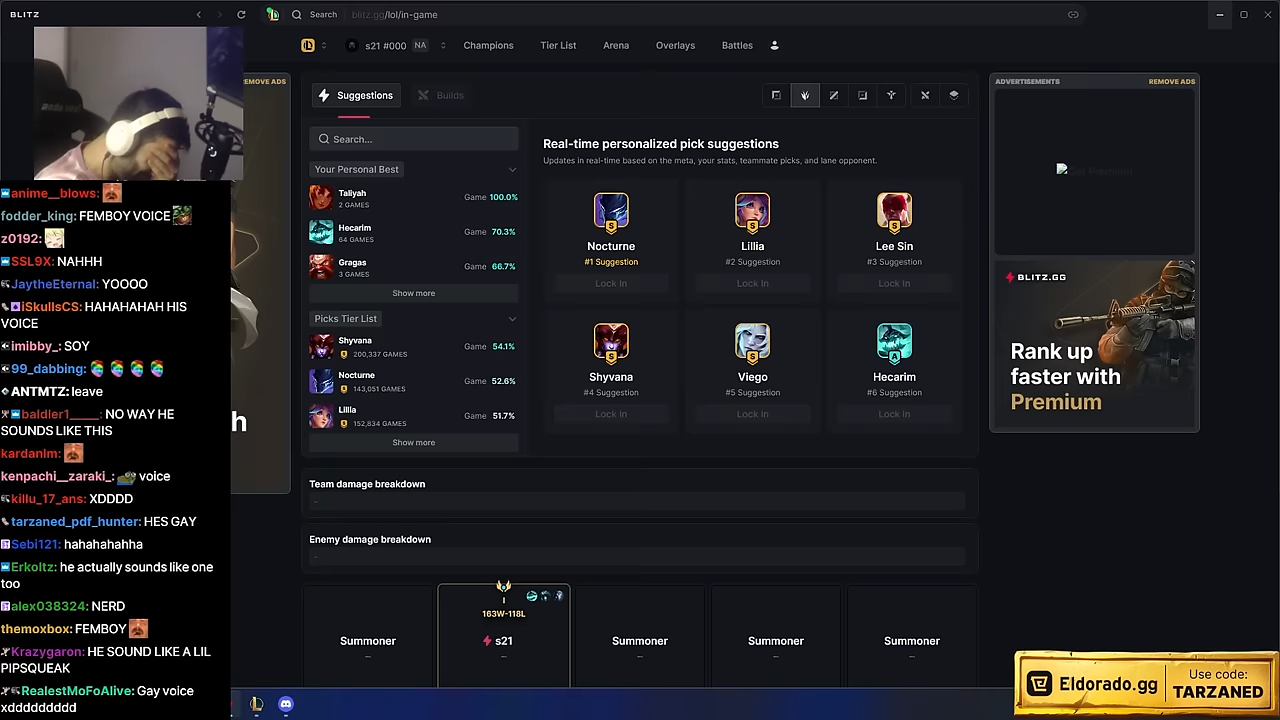 BLITZ
Search
blitz.gg/lol/in-game
s21 #000 NA
Champions
Tier List
Arena
Overlays
Battles
EMOVE ADS
Suggestions
Builds
Search...
Your Personal Best
Taliyah
2 GAMES
Game 100.0%
Hecarim
64 GAMES
Game 70.3%
Gragas
3 GAMES
Game 66.7%
Show more
Picks Tier List
Shyvana
200,337 GAMES
Game 54.1%
Nocturne
143,051 GAMES
Game 52.6%
Lillia
152,834 GAMES
Game 51.7%
Show more
Real-time personalized pick suggestions
Updates in real-time based on the meta, your stats, teammate picks, and lane opponent.
S
Nocturne
#1 Suggestion
Lock In
S
Lillia
#2 Suggestion
Lock In
S
Lee Sin
#3 Suggestion
Lock In
S
Shyvana
#4 Suggestion
Lock In
S
Viego
#5 Suggestion
Lock In
A
Hecarim
#6 Suggestion
Lock In
Team damage breakdown
Enemy damage breakdown
Summoner
163W-118L
s21
Summoner
Summoner
Summoner
ADVERTISEMENTS
REMOVE ADS
Get Premium
BLITZ.GG
Rank up
faster with
Premium
h
anime__blows:
fodder_king: FEMBOY VOICE
z0192:
SSL9X: NAHHH
JaytheEternal: YOOOO
iSkullsCS: HAHAHAHAH HIS
VOICE
imibby_: SOY
99_dabbing:
ANTMTZ: leave
baldler1____: NO WAY HE
SOUNDS LIKE THIS
kardanlm:
kenpachi__zaraki_: voice
killu_17_ans: XDDDD
tarzaned_pdf_hunter: HES GAY
Sebi121: hahahahahha
Erkoltz: he actually sounds like one
too
alex038324: NERD
themoxbox: FEMBOY
Krazygaron: HE SOUND LIKE A LIL
PIPSQUEAK
RealestMoFoAlive: Gay voice
xddddddddd
Eldorado.gg
Use code:
TARZANED